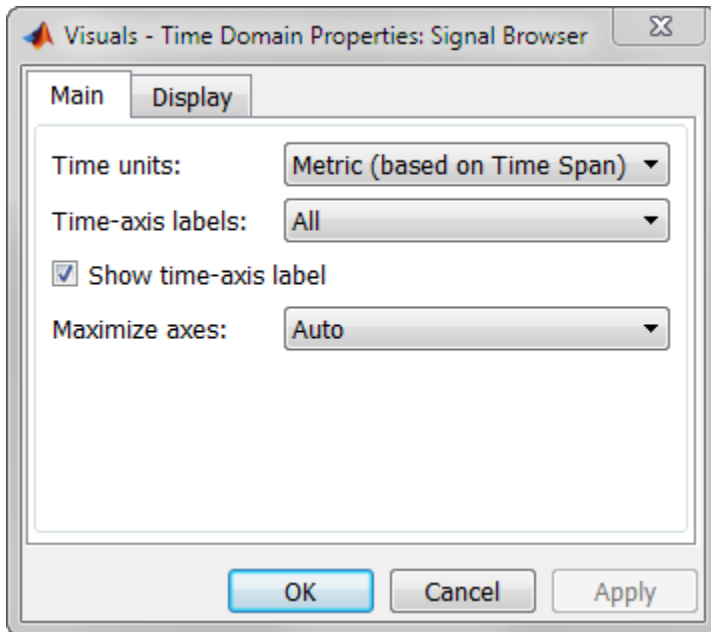 Visuals - Time Domain Properties: Signal Browser
Main Display
Time units: Metric (based on Time Span)
Time-axis labels: All
Show time-axis label
Maximize axes: Auto
OK Cancel Apply